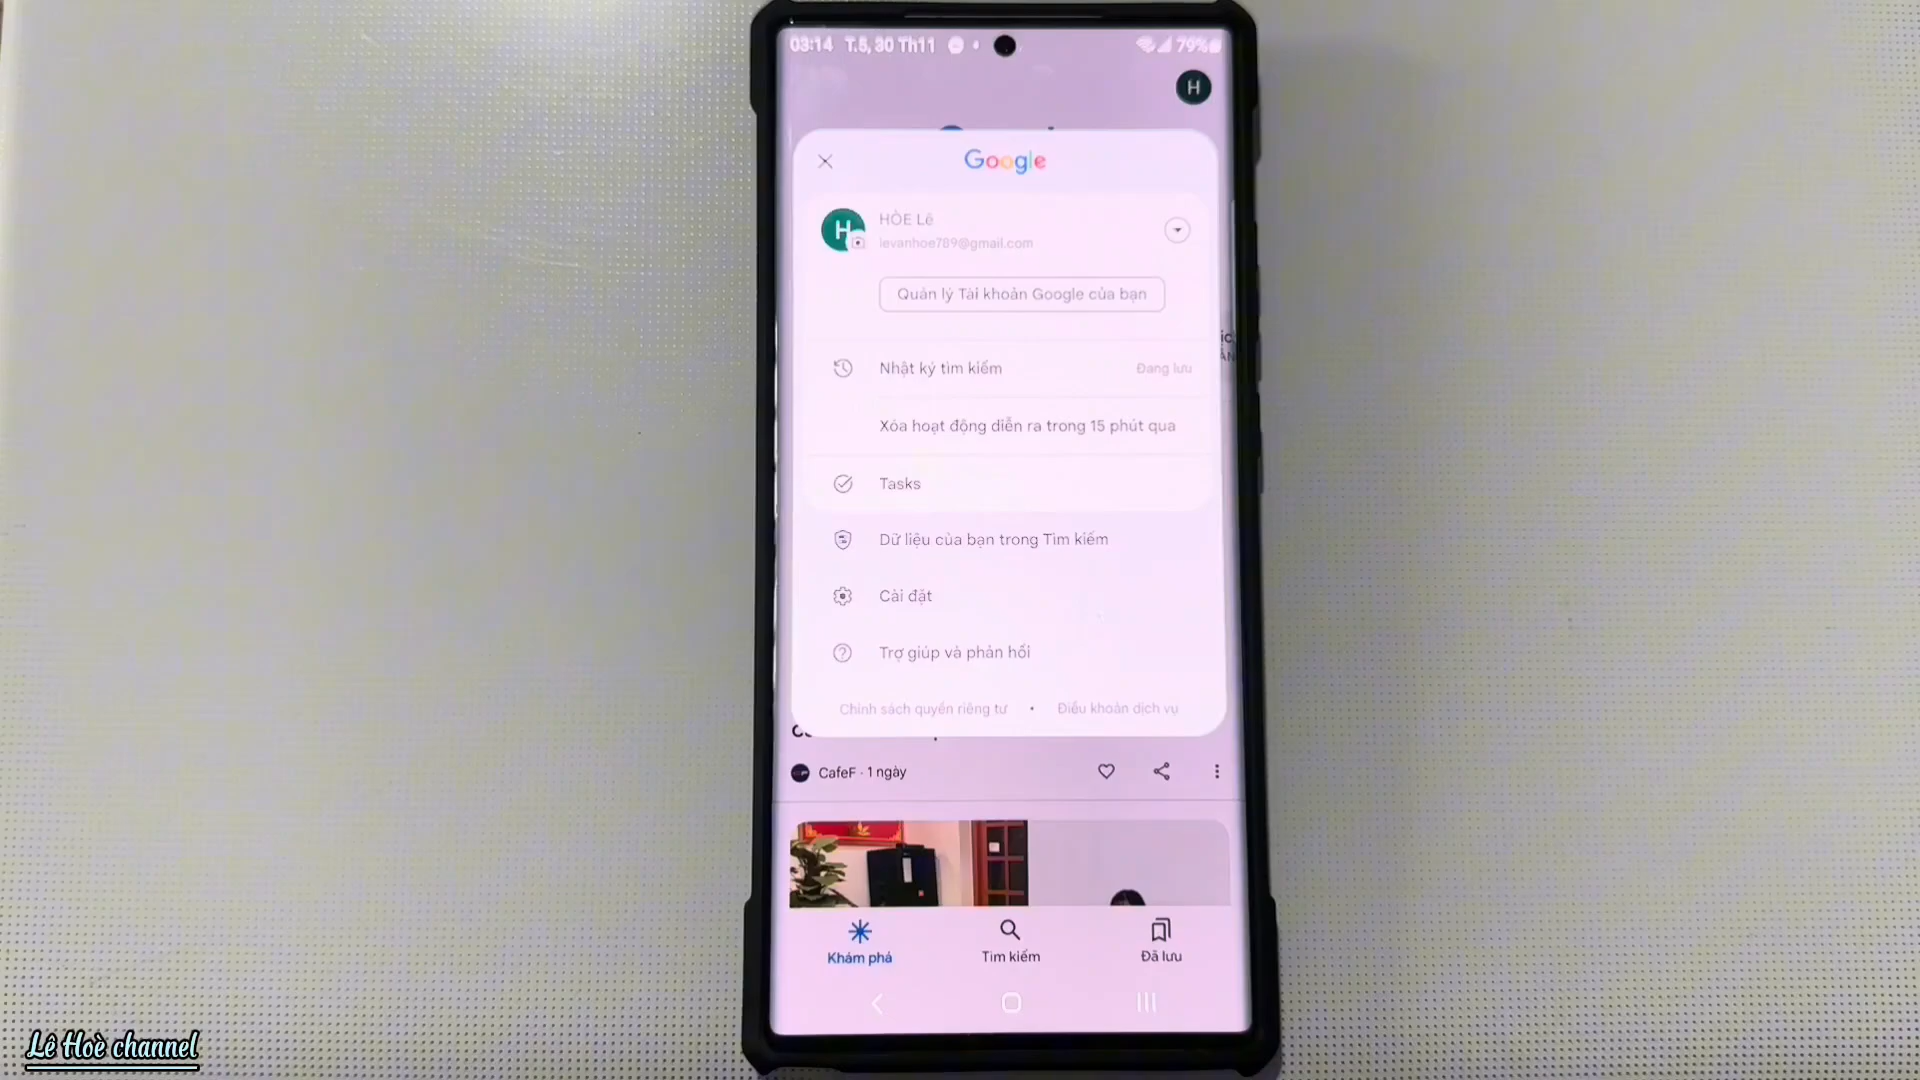 03:14 T.5, 30 Th11
79%
H
Google
H
HÒE Lê
levanhoe789@gmail.com
Quản lý Tài khoản Google của bạn
Nhật ký tìm kiếm
Đang lưu
Xóa hoạt động diễn ra trong 15 phút qua
Tasks
Dữ liệu của bạn trong Tìm kiếm
Cài đặt
Trợ giúp và phản hồi
Chính sách quyền riêng tư • Điều khoản dịch vụ
CafeF · 1 ngày
Khám phá
Tìm kiếm
Đã lưu
Lê Hoè channel